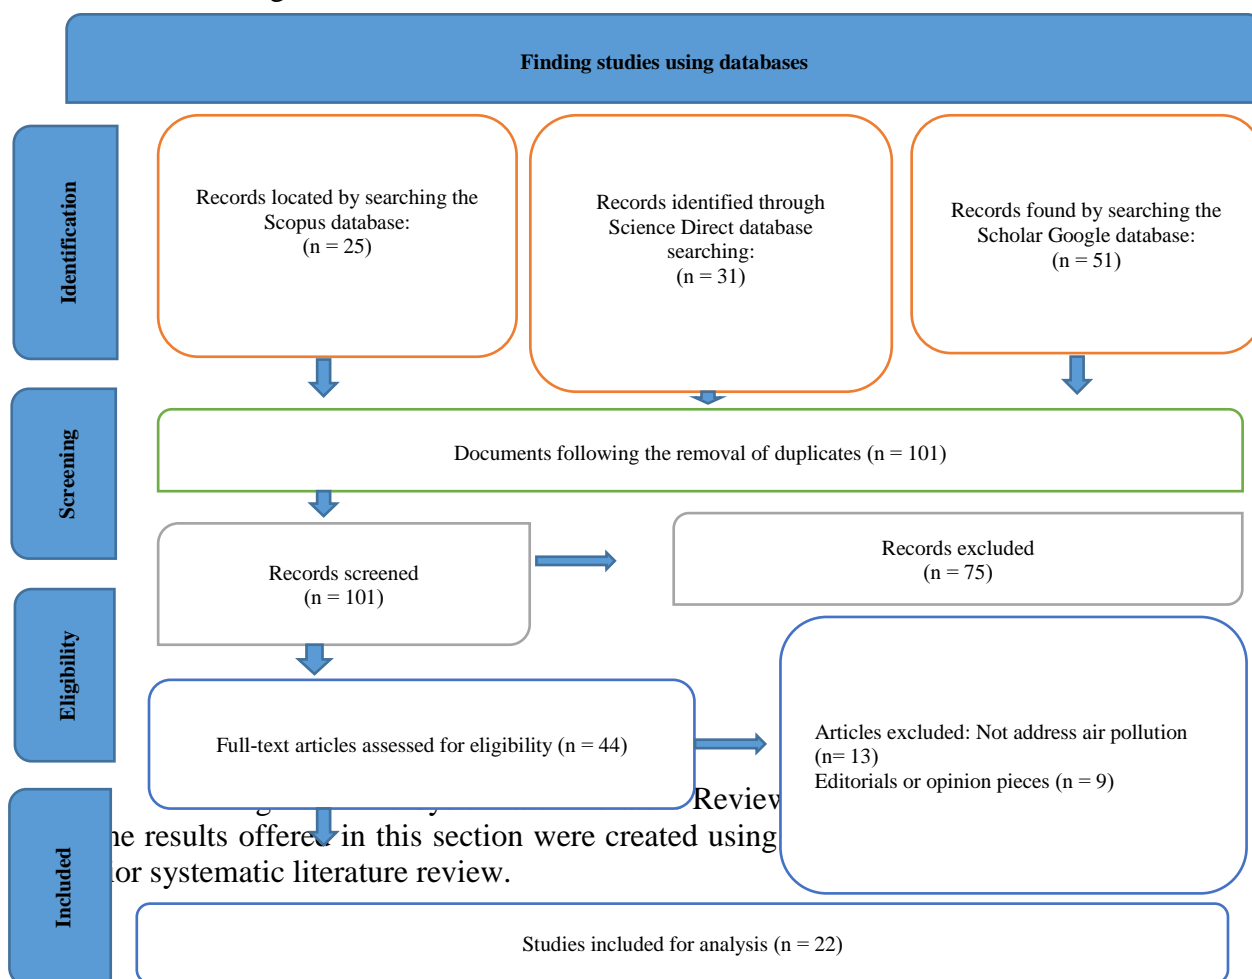 Finding studies using databases
Identification
Records located by searching the
Scopus database:
(n = 25)
Records identified through
Science Direct database
searching:
(n = 31)
Records found by searching the
Scholar Google database:
(n = 51)
Screening
Documents following the removal of duplicates (n = 101)
Records screened
(n = 101)
Records excluded
(n = 75)
Eligibility
Full-text articles assessed for eligibility (n = 44)
Articles excluded: Not address air pollution
(n= 13)
Editorials or opinion pieces (n = 9)
Review
results offered in this section were created using
systematic literature review.
Included
Studies included for analysis (n = 22)